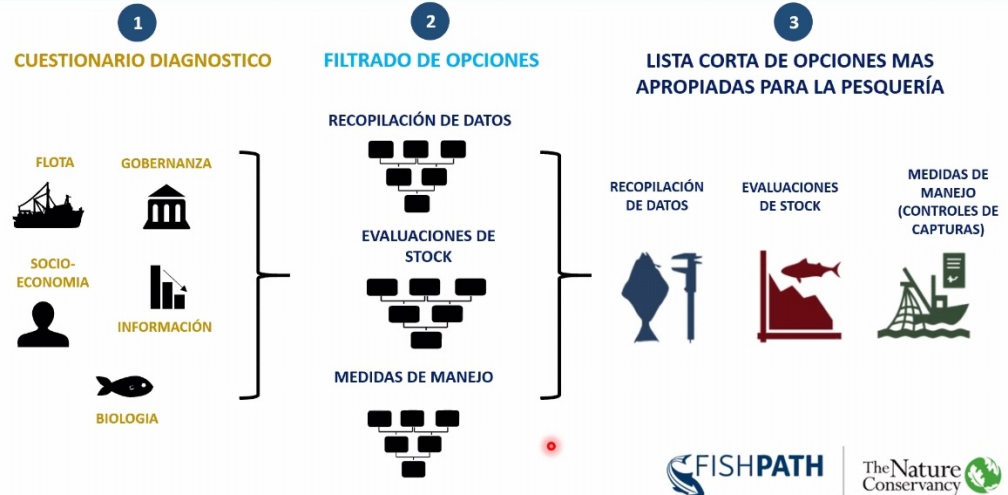 1
CUESTIONARIO DIAGNOSTICO
FLOTA
GOBERNANZA
SOCIO-
ECONOMIA
INFORMACIÓN
BIOLOGIA
2
FILTRADO DE OPCIONES
RECOPILACIÓN DE DATOS
EVALUACIONES DE
STOCK
MEDIDAS DE MANEJO
3
LISTA CORTA DE OPCIONES MAS
APROPIADAS PARA LA PESQUERÍA
RECOPILACIÓN
DE DATOS
EVALUACIONES
DE STOCK
MEDIDAS DE
MANEJO
(CONTROLES DE
CAPTURAS)
FISHPATH
The Nature
Conservancy